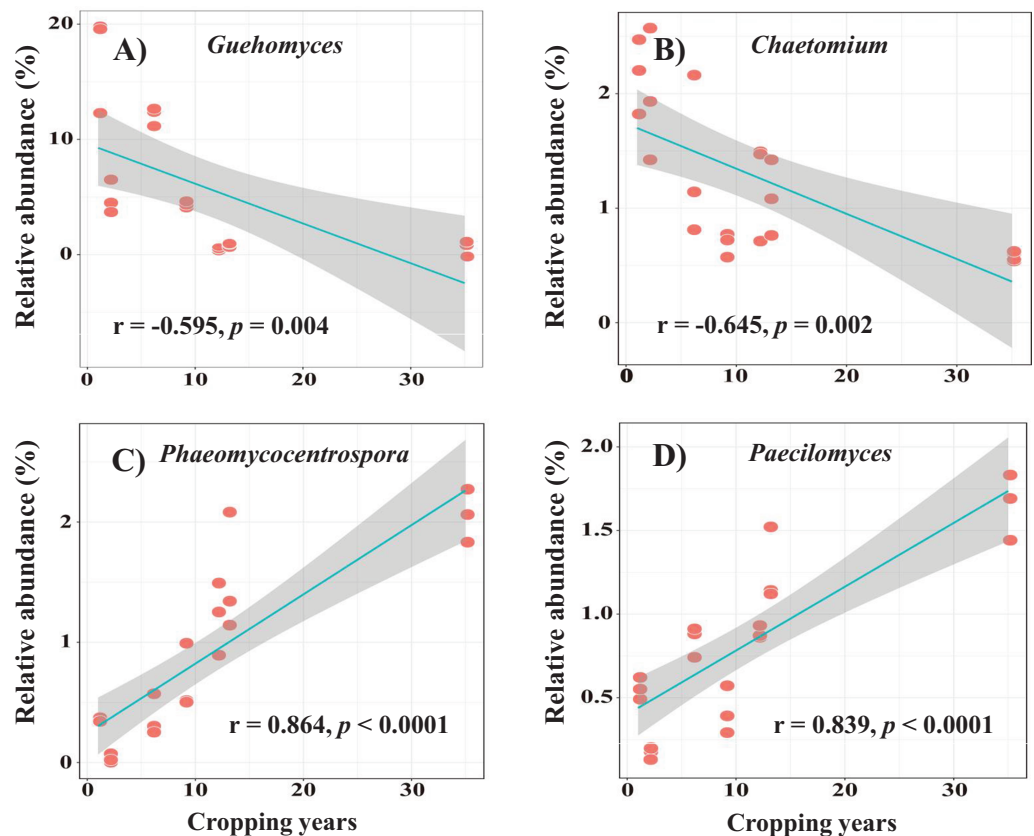 A) Guehomyces
Relative abundance (%)
20
10
0
r = -0.595, p = 0.004
0 10 20 30
B) Chaetomium
Relative abundance (%)
2
1
0
r = -0.645, p = 0.002
0 10 20 30
C) Phaeomycocentrospora
Relative abundance (%)
2
1
0
r = 0.864, p < 0.0001
0 10 20 30
Cropping years
D) Paecilomyces
Relative abundance (%)
2.0
1.5
1.0
0.5
r = 0.839, p < 0.0001
0 10 20 30
Cropping years